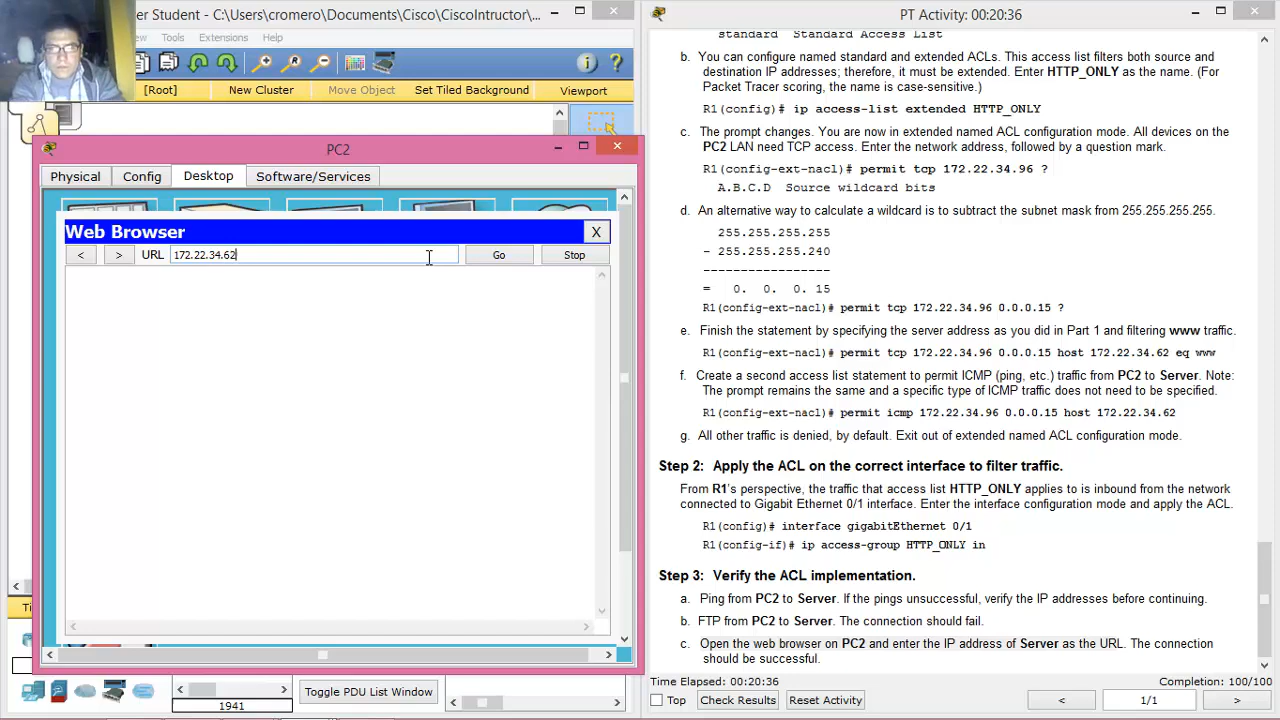 er Student - C:\Users\cromero\Documents\Cisco\CiscoIntructor\...
Tools Extensions Help
[Root] New Cluster Move Object Set Tiled Background Viewport
PC2
Physical Config Desktop Software/Services
Web Browser X
< > URL 172.22.34.62 Go Stop
Toggle PDU List Window
1941
PT Activity: 00:20:36
standard Standard Access List
b. You can configure named standard and extended ACLs. This access list filters both source and
destination IP addresses; therefore, it must be extended. Enter HTTP_ONLY as the name. (For
Packet Tracer scoring, the name is case-sensitive.)
R1(config)# ip access-list extended HTTP_ONLY
c. The prompt changes. You are now in extended named ACL configuration mode. All devices on the
PC2 LAN need TCP access. Enter the network address, followed by a question mark.
R1(config-ext-nacl)# permit tcp 172.22.34.96 ?
A.B.C.D Source wildcard bits
d. An alternative way to calculate a wildcard is to subtract the subnet mask from 255.255.255.255.
255.255.255.255
- 255.255.255.240
-----------------
= 0. 0. 0. 15
R1(config-ext-nacl)# permit tcp 172.22.34.96 0.0.0.15 ?
e. Finish the statement by specifying the server address as you did in Part 1 and filtering www traffic.
R1(config-ext-nacl)# permit tcp 172.22.34.96 0.0.0.15 host 172.22.34.62 eq www
f. Create a second access list statement to permit ICMP (ping, etc.) traffic from PC2 to Server. Note:
The prompt remains the same and a specific type of ICMP traffic does not need to be specified.
R1(config-ext-nacl)# permit icmp 172.22.34.96 0.0.0.15 host 172.22.34.62
g. All other traffic is denied, by default. Exit out of extended named ACL configuration mode.
Step 2: Apply the ACL on the correct interface to filter traffic.
From R1's perspective, the traffic that access list HTTP_ONLY applies to is inbound from the network
connected to Gigabit Ethernet 0/1 interface. Enter the interface configuration mode and apply the ACL.
R1(config)# interface gigabitEthernet 0/1
R1(config-if)# ip access-group HTTP_ONLY in
Step 3: Verify the ACL implementation.
a. Ping from PC2 to Server. If the pings unsuccessful, verify the IP addresses before continuing.
b. FTP from PC2 to Server. The connection should fail.
c. Open the web browser on PC2 and enter the IP address of Server as the URL. The connection
should be successful.
Time Elapsed: 00:20:36 Completion: 100/100
Top Check Results Reset Activity < 1/1 >